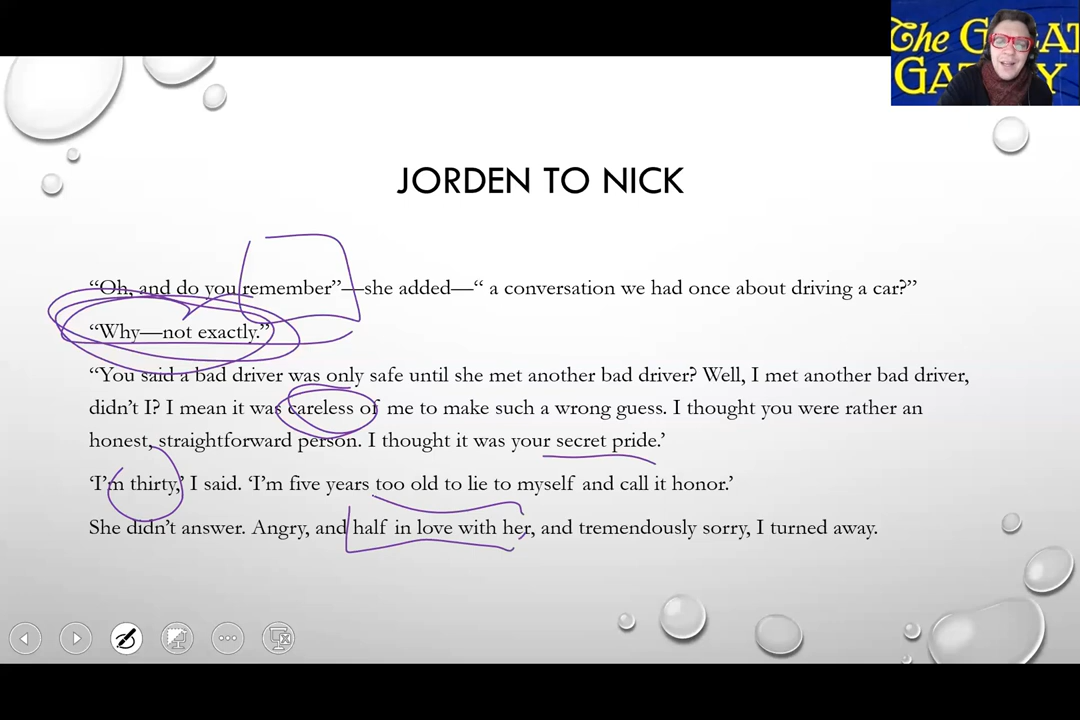 The GREAT
GATSBY
JORDEN TO NICK
“Oh, and do you remember”—she added—“ a conversation we had once about driving a car?”
“Why—not exactly.”
“You said a bad driver was only safe until she met another bad driver? Well, I met another bad driver,
didn’t I? I mean it was careless of me to make such a wrong guess. I thought you were rather an
honest, straightforward person. I thought it was your secret pride.’
‘I’m thirty,’ I said. ‘I’m five years too old to lie to myself and call it honor.’
She didn’t answer. Angry, and half in love with her, and tremendously sorry, I turned away.